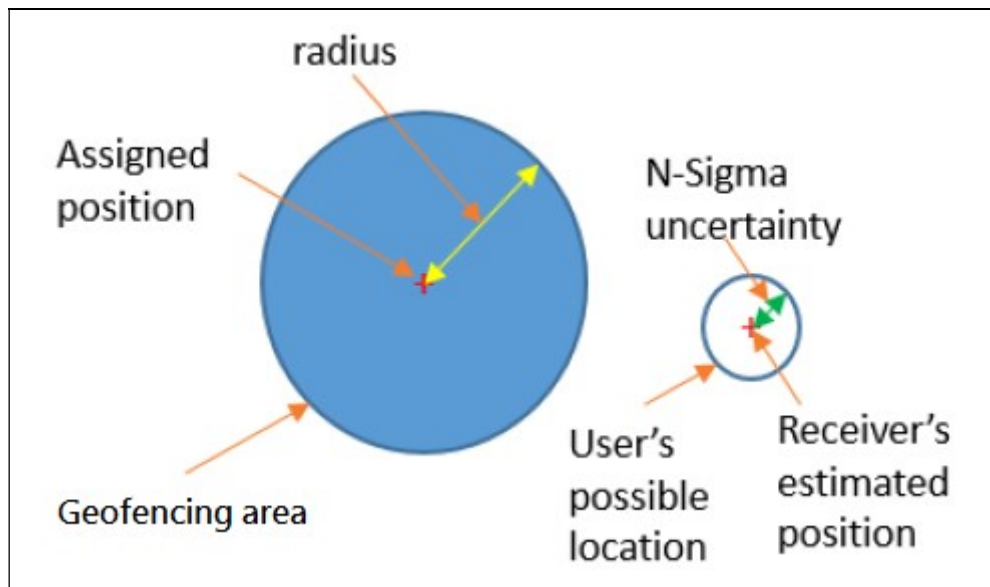 radius
Assigned
position
N-Sigma
uncertainty
Geofencing area
User's
possible
location
Receiver's
estimated
position